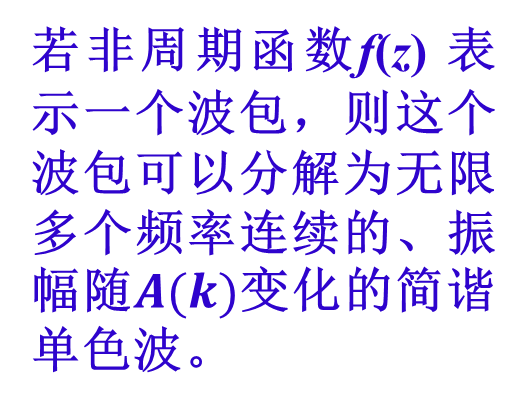 若非周期函数f(z) 表
示一个波包，则这个
波包可以分解为无限
多个频率连续的、振
幅随A(k)变化的简谐
单色波。